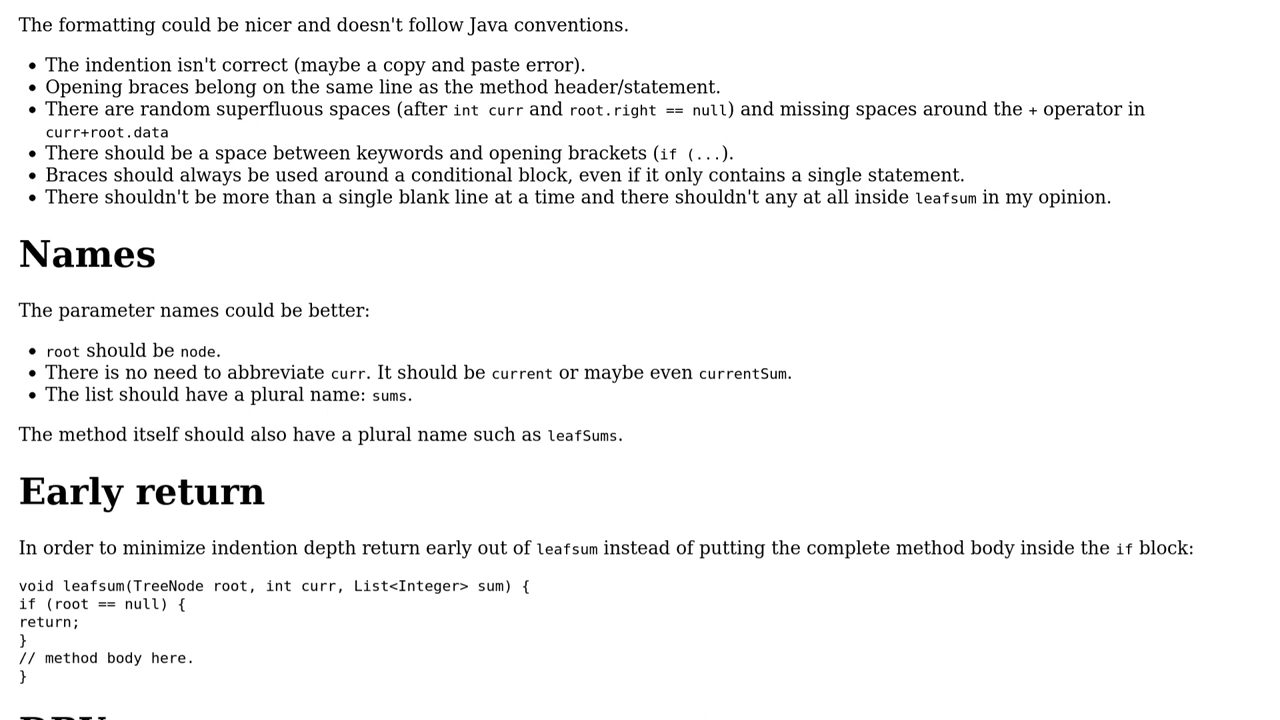 The formatting could be nicer and doesn't follow Java conventions.
• The indention isn't correct (maybe a copy and paste error).
• Opening braces belong on the same line as the method header/statement.
• There are random superfluous spaces (after int curr and root.right == null) and missing spaces around the + operator in
curr+root.data
• There should be a space between keywords and opening brackets (if (...).
• Braces should always be used around a conditional block, even if it only contains a single statement.
• There shouldn't be more than a single blank line at a time and there shouldn't any at all inside leafsum in my opinion.
Names
The parameter names could be better:
• root should be node.
• There is no need to abbreviate curr. It should be current or maybe even currentSum.
• The list should have a plural name: sums.
The method itself should also have a plural name such as leafSums.
Early return
In order to minimize indention depth return early out of leafsum instead of putting the complete method body inside the if block:
void leafsum(TreeNode root, int curr, List<Integer> sum) {
if (root == null) {
return;
}
// method body here.
}